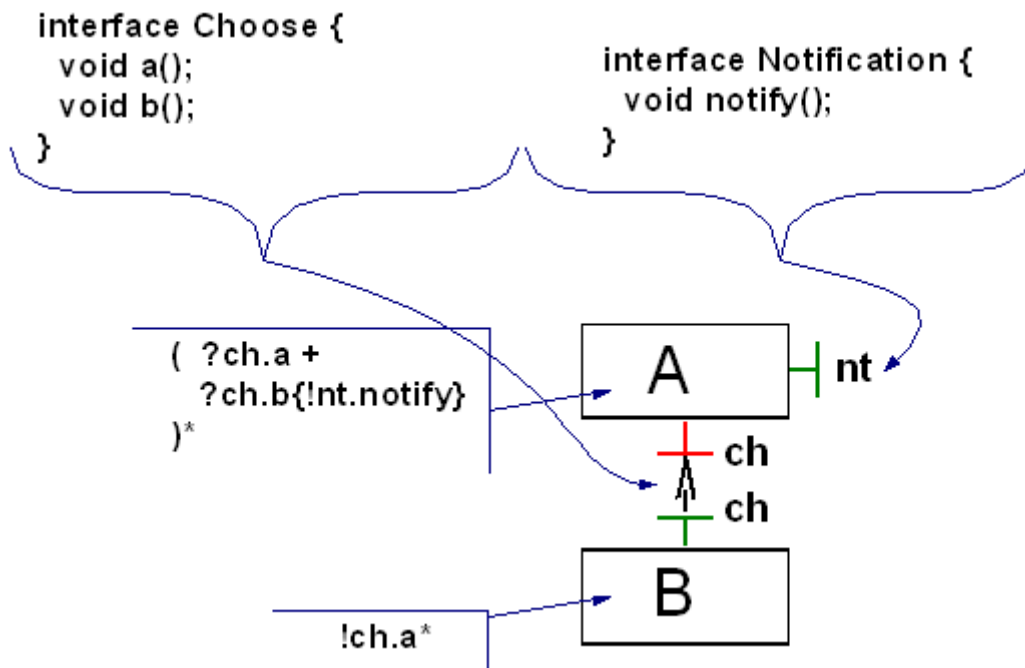 interface Choose {
void a();
void b();
}
interface Notification {
void notify();
}
( ?ch.a +
?ch.b{!nt.notify}
)*
A
nt
ch
ch
B
!ch.a*